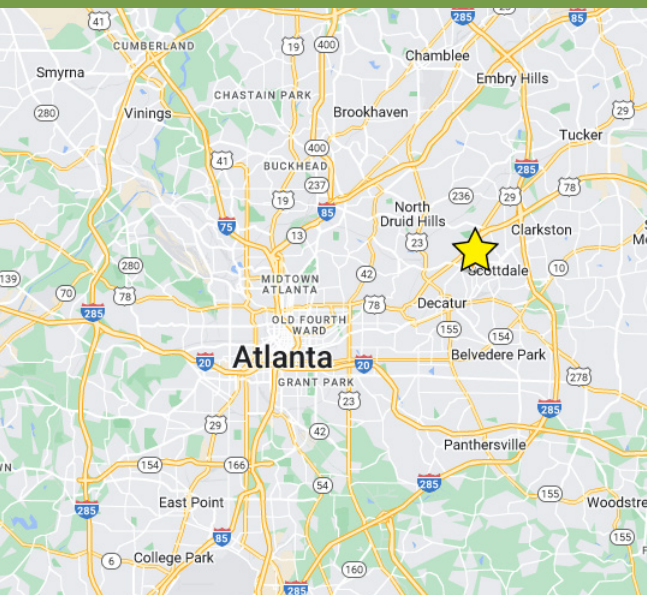 41
285
85
CUMBERLAND
19
400
Chamblee
Smyrna
Embry Hills
CHASTAIN PARK
280
Vinings
Brookhaven
29
Tucker
400
41
BUCKHEAD
285
237
78
236
29
19
North
Druid Hills
85
75
Clarkston
13
23
280
Scottdale
10
42
139
MIDTOWN
ATLANTA
70
78
78
Decatur
285
OLD FOURTH
WARD
155
154
Atlanta
20
20
Belvedere Park
GRANT PARK
278
23
285
29
42
Panthersville
154
166
54
285
155
East Point
Woodstre
285
85
155
6
College Park
160
285